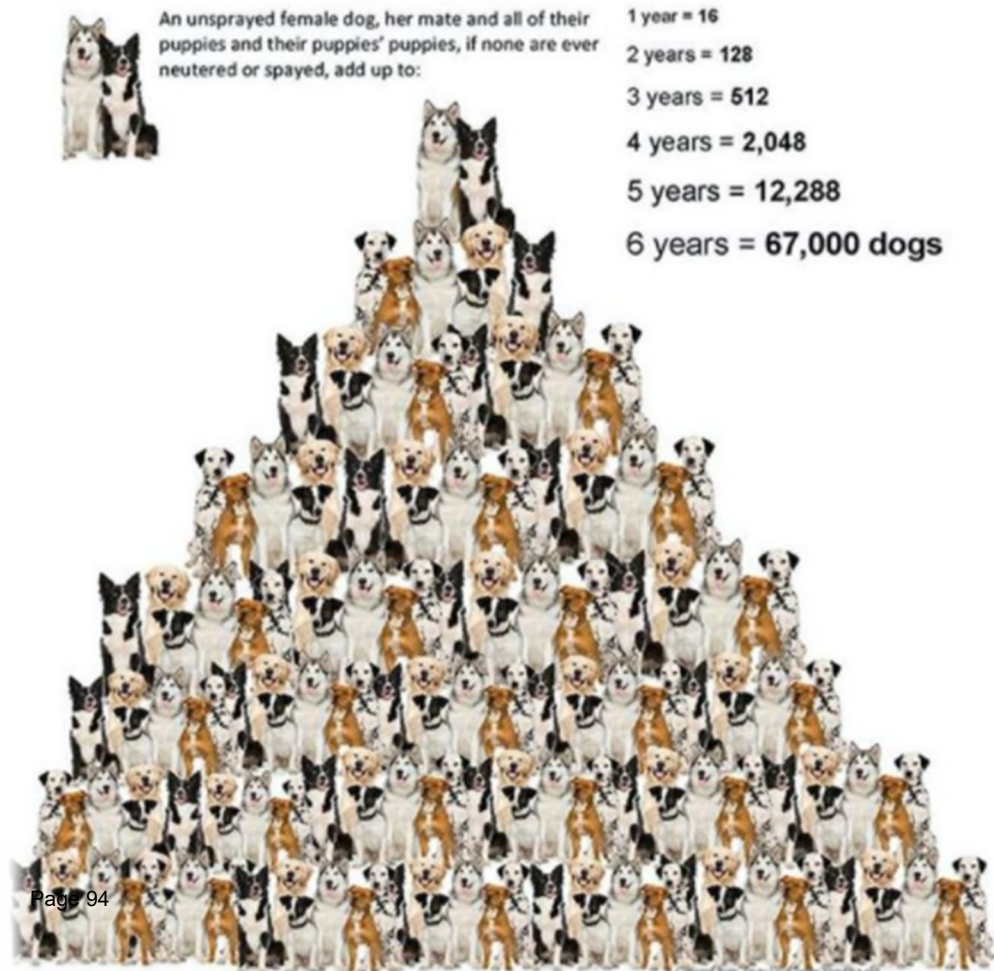 An unsprayed female dog, her mate and all of their
puppies and their puppies' puppies, if none are ever
neutered or spayed, add up to:
1 year = 16
2 years = 128
3 years = 512
4 years = 2,048
5 years = 12,288
6 years = 67,000 dogs
Page 94